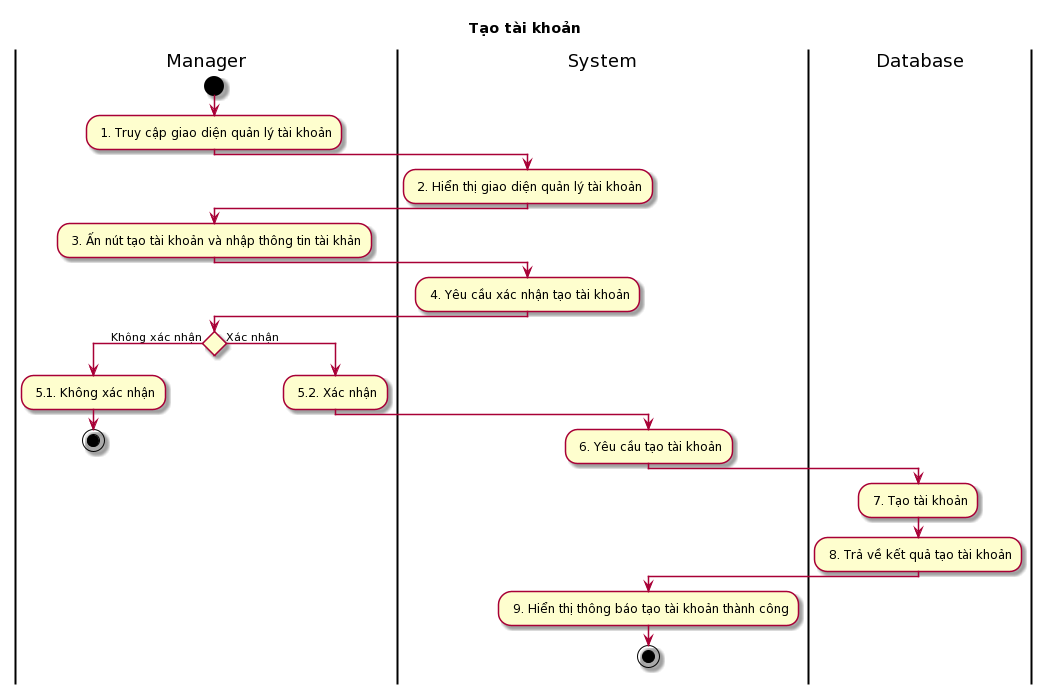 Tạo tài khoản
Manager
System
Database
1. Truy cập giao diện quản lý tài khoản
2. Hiển thị giao diện quản lý tài khoản
3. Ấn nút tạo tài khoản và nhập thông tin tài khản
4. Yêu cầu xác nhận tạo tài khoản
Không xác nhận
Xác nhận
5.1. Không xác nhận
5.2. Xác nhận
6. Yêu cầu tạo tài khoản
7. Tạo tài khoản
8. Trả về kết quả tạo tài khoản
9. Hiển thị thông báo tạo tài khoản thành công